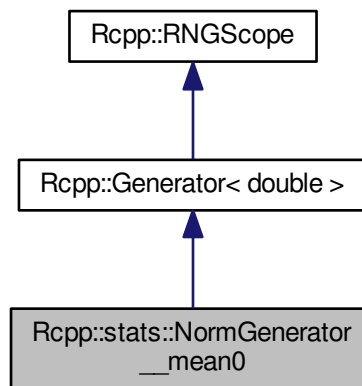 Rcpp::RNGScope
Rcpp::Generator< double >
Rcpp::stats::NormGenerator
__mean0